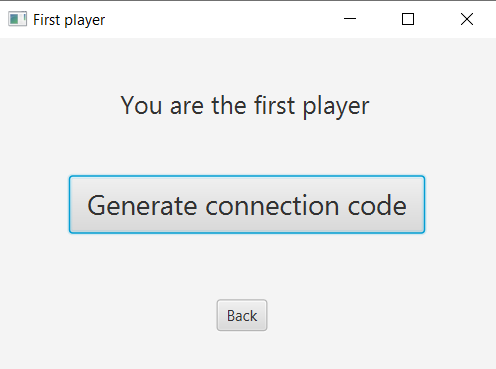 First player
You are the first player
Generate connection code
Back